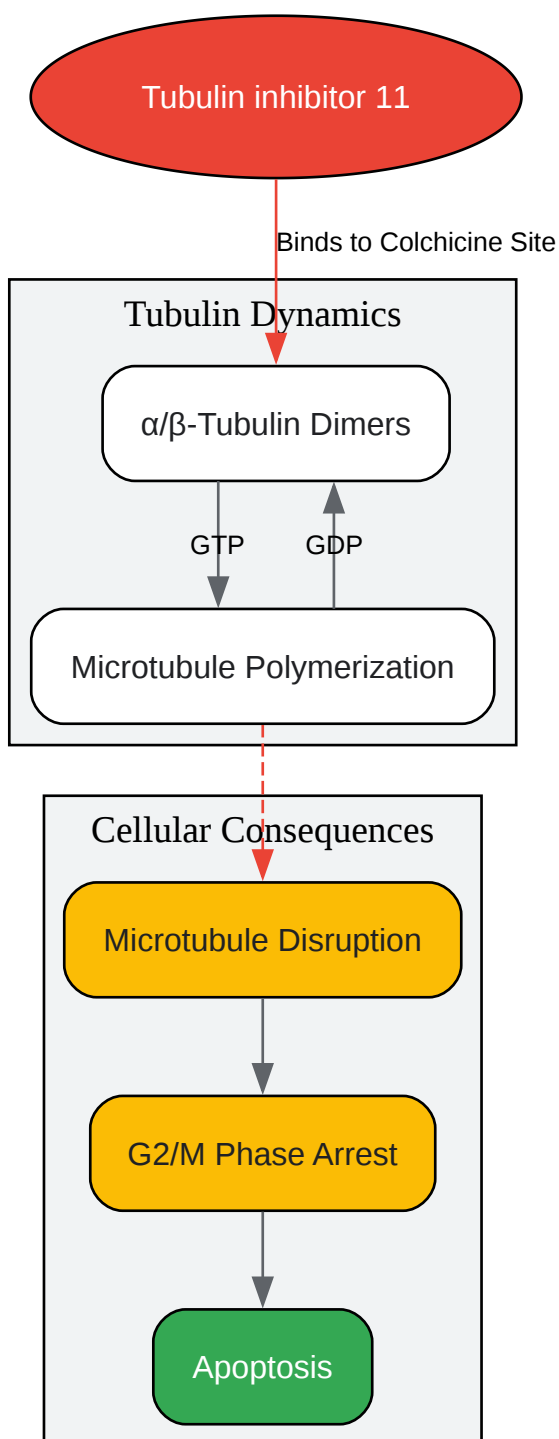 Tubulin inhibitor 11
Binds to Colchicine Site
Tubulin Dynamics
α/β-Tubulin Dimers
GTP
GDP
Microtubule Polymerization
Cellular Consequences
Microtubule Disruption
G2/M Phase Arrest
Apoptosis